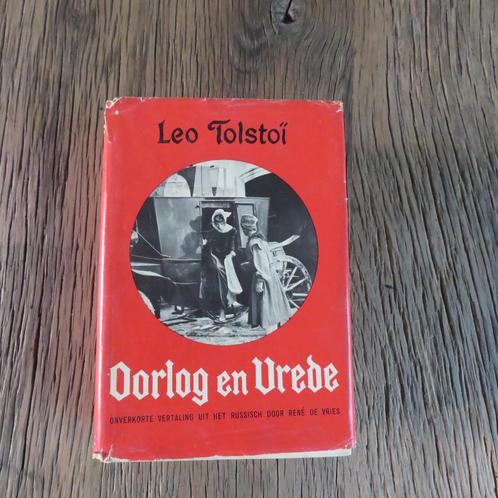 Leo Tolstoï
Oorlog en Vrede
ONVERKORTE VERTALING UIT HET RUSSISCH DOOR RENÉ DE VRIES